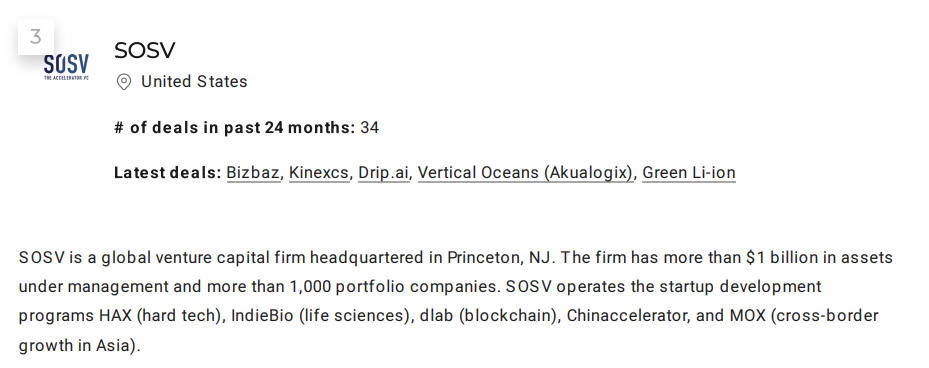 3
SOSV
THE ACCELERATOR VC
SOSV
United States
# of deals in past 24 months: 34
Latest deals: Bizbaz, Kinexcs, Drip.ai, Vertical Oceans (Akualogix), Green Li-ion
SOSV is a global venture capital firm headquartered in Princeton, NJ. The firm has more than $1 billion in assets
under management and more than 1,000 portfolio companies. SOSV operates the startup development
programs HAX (hard tech), IndieBio (life sciences), dlab (blockchain), Chinaccelerator, and MOX (cross-border
growth in Asia).